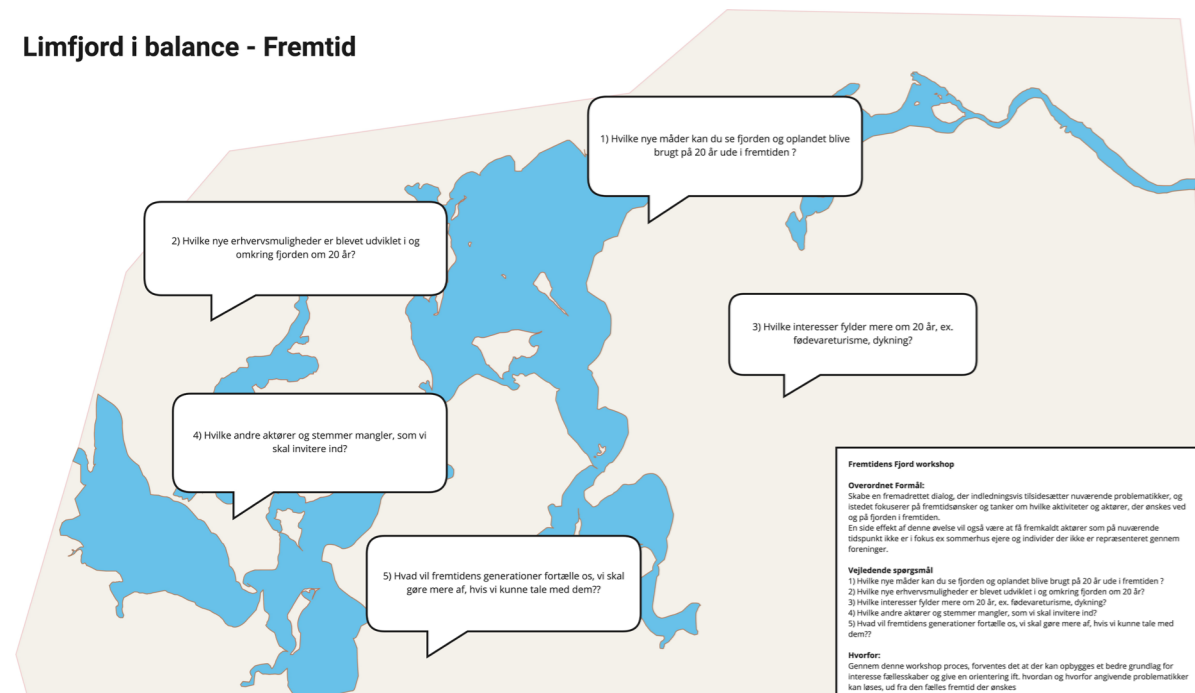 Limfjord i balance - Fremtid
1) Hvilke nye måder kan du se fjorden og oplandet blive
brugt på 20 år ude i fremtiden ?
2) Hvilke nye erhvervsmuligheder er blevet udviklet i og
omkring fjorden om 20 år?
3) Hvilke interesser fylder mere om 20 år, ex.
fødevareturisme, dykning?
4) Hvilke andre aktører og stemmer mangler, som vi
skal invitere ind?
5) Hvad vil fremtidens generationer fortælle os, vi skal
gøre mere af, hvis vi kunne tale med dem??
Fremtidens Fjord workshop
Overordnet Formål:
Skabe en fremadrettet dialog, der indledningsvis tilsidesætter nuværende problematikker, og
istedet fokuserer på fremtidsønsker og tanker om hvilke aktiviteter og aktører, der ønskes ved
og på fjorden i fremtiden.
En side effekt af denne øvelse vil også være at få fremkaldt aktører som på nuværende
tidspunkt ikke er i fokus ex sommerhus ejere og individer der ikke er repræsenteret gennem
foreninger.
Vejledende spørgsmål
1) Hvilke nye måder kan du se fjorden og oplandet blive brugt på 20 år ude i fremtiden ?
2) Hvilke nye erhvervsmuligheder er blevet udviklet i og omkring fjorden om 20 år?
3) Hvilke interesser fylder mere om 20 år, ex. fødevareturisme, dykning?
4) Hvilke andre aktører og stemmer mangler, som vi skal invitere ind?
5) Hvad vil fremtidens generationer fortælle os, vi skal gøre mere af, hvis vi kunne tale med
dem??
Hvorfor:
Gennem denne workshop proces, forventes det at der kan opbygges et bedre grundlag for
interesse fællesskaber og give en orientering ift. hvordan og hvorfor angivende problematikker
kan løses, ud fra den fælles fremtid der ønskes